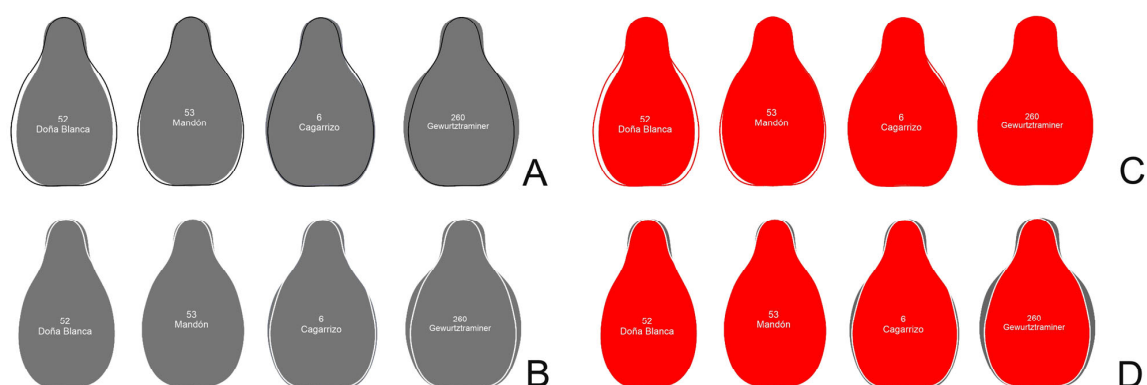 52
Doña Blanca
53
Mandón
6
Cagarrizo
260
Gewurtztraminer
A
52
Doña Blanca
53
Mandón
6
Cagarrizo
260
Gewurtztraminer
C
52
Doña Blanca
53
Mandón
6
Cagarrizo
260
Gewurtztraminer
B
52
Doña Blanca
53
Mandón
6
Cagarrizo
260
Gewurtztraminer
D